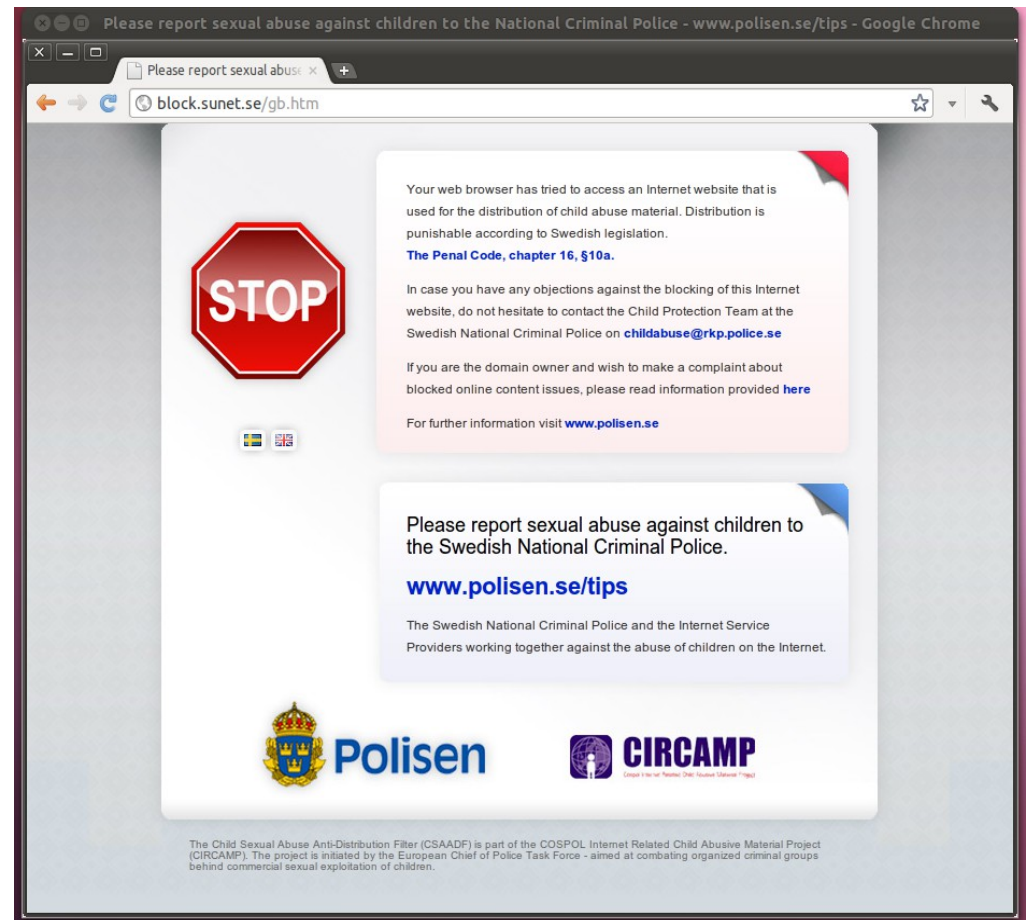 Please report sexual abuse against children to the National Criminal Police - www.polisen.se/tips - Google Chrome
Please report sexual abuse
block.sunet.se/gb.htm
STOP
Your web browser has tried to access an Internet website that is
used for the distribution of child abuse material. Distribution is
punishable according to Swedish legislation.
The Penal Code, chapter 16, §10a.
In case you have any objections against the blocking of this Internet
website, do not hesitate to contact the Child Protection Team at the
Swedish National Criminal Police on childabuse@rkp.police.se
If you are the domain owner and wish to make a complaint about
blocked online content issues, please read information provided here
For further information visit www.polisen.se
Please report sexual abuse against children to
the Swedish National Criminal Police.
www.polisen.se/tips
The Swedish National Criminal Police and the Internet Service
Providers working together against the abuse of children on the Internet.
Polisen
CIRCAMP
The Child Sexual Abuse Anti-Distribution Filter (CSAADF) is part of the COSPOL Internet Related Child Abusive Material Project
(CIRCAMP). The project is initiated by the European Chief of Police Task Force - aimed at combating organized criminal groups
behind commercial sexual exploitation of children.